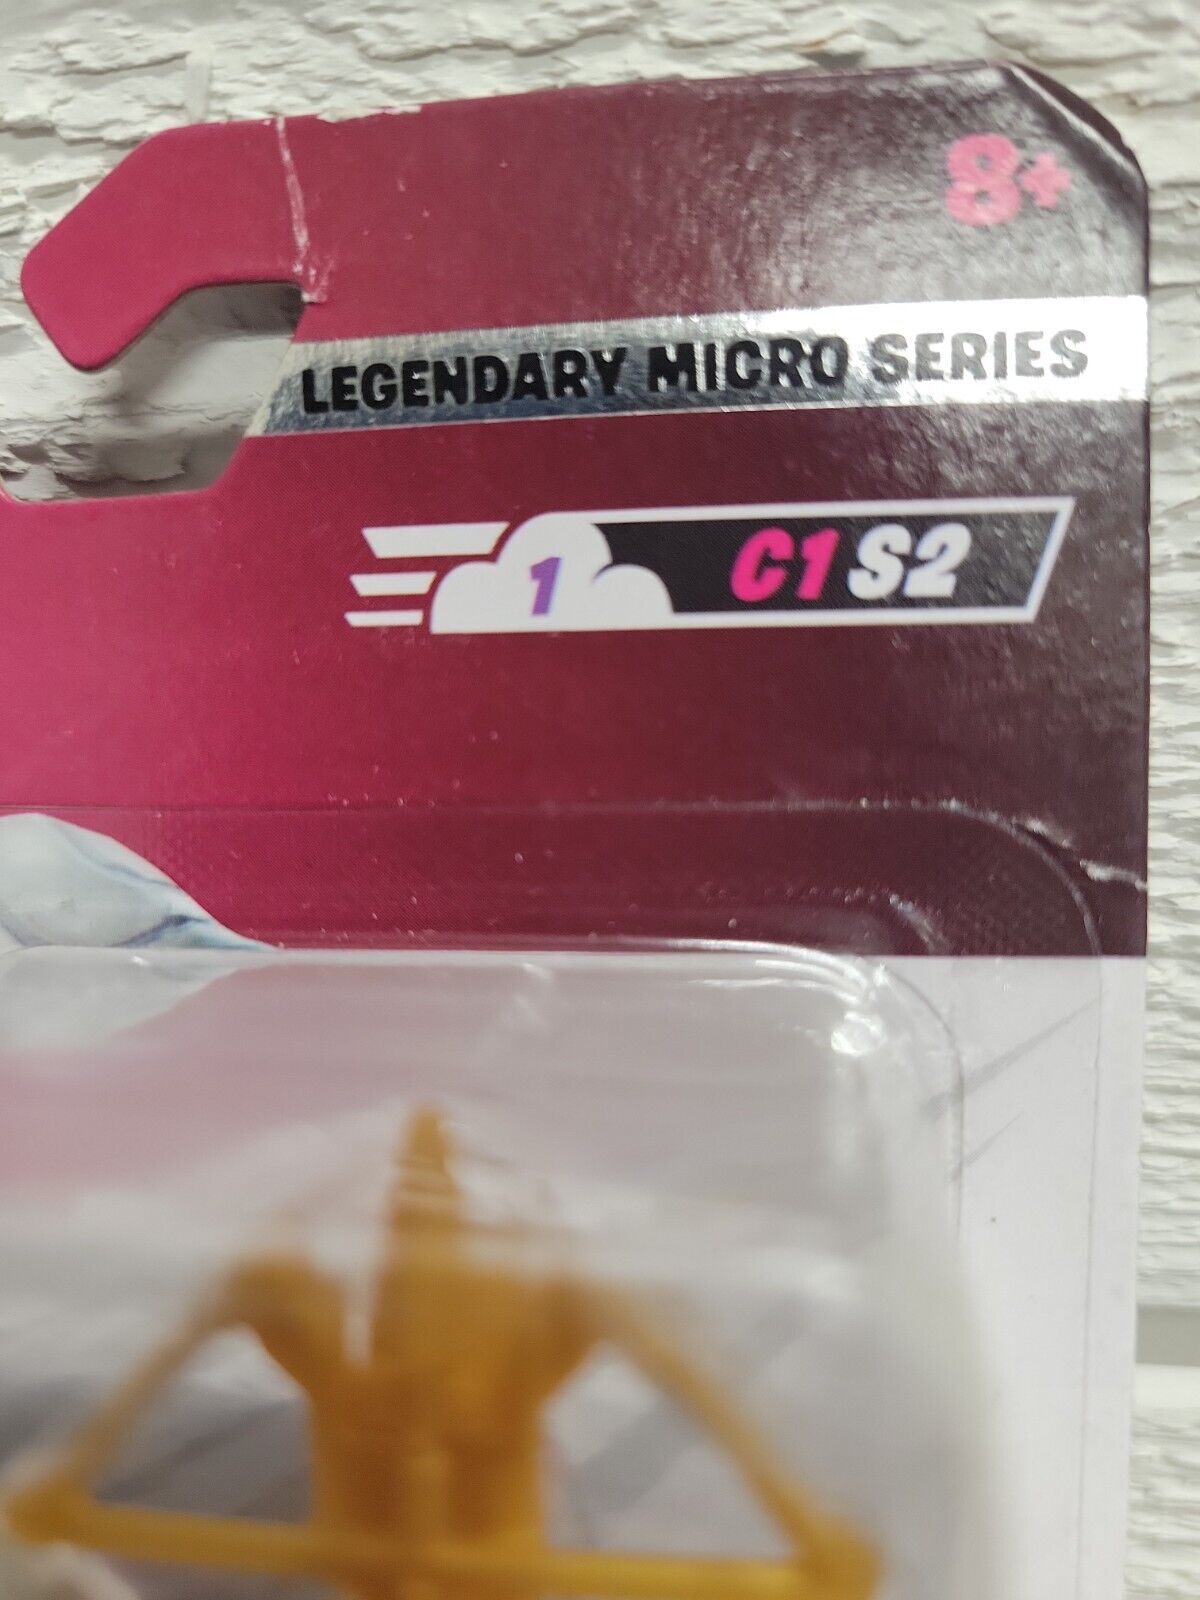 8+
LEGENDARY MICRO SERIES
1 C1 S2